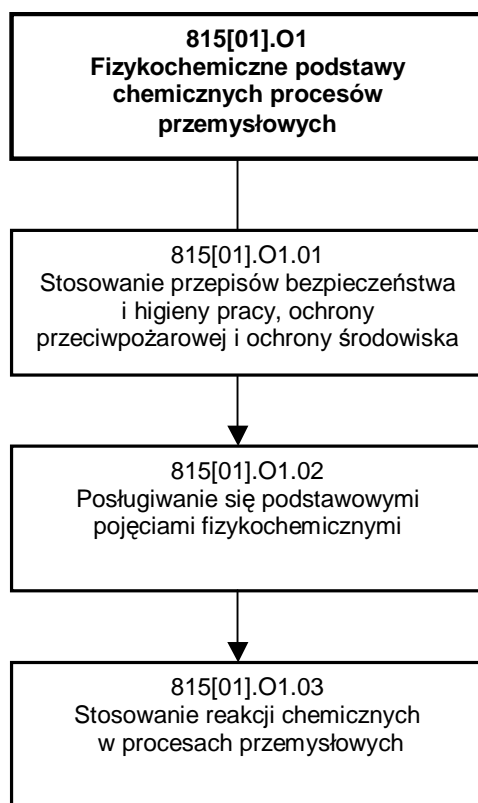 815[01].O1
Fizykochemiczne podstawy
chemicznych procesów
przemysłowych
815[01].O1.01
Stosowanie przepisów bezpieczeństwa
i higieny pracy, ochrony
przeciwpożarowej i ochrony środowiska
815[01].O1.02
Posługiwanie się podstawowymi
pojęciami fizykochemicznymi
815[01].O1.03
Stosowanie reakcji chemicznych
w procesach przemysłowych